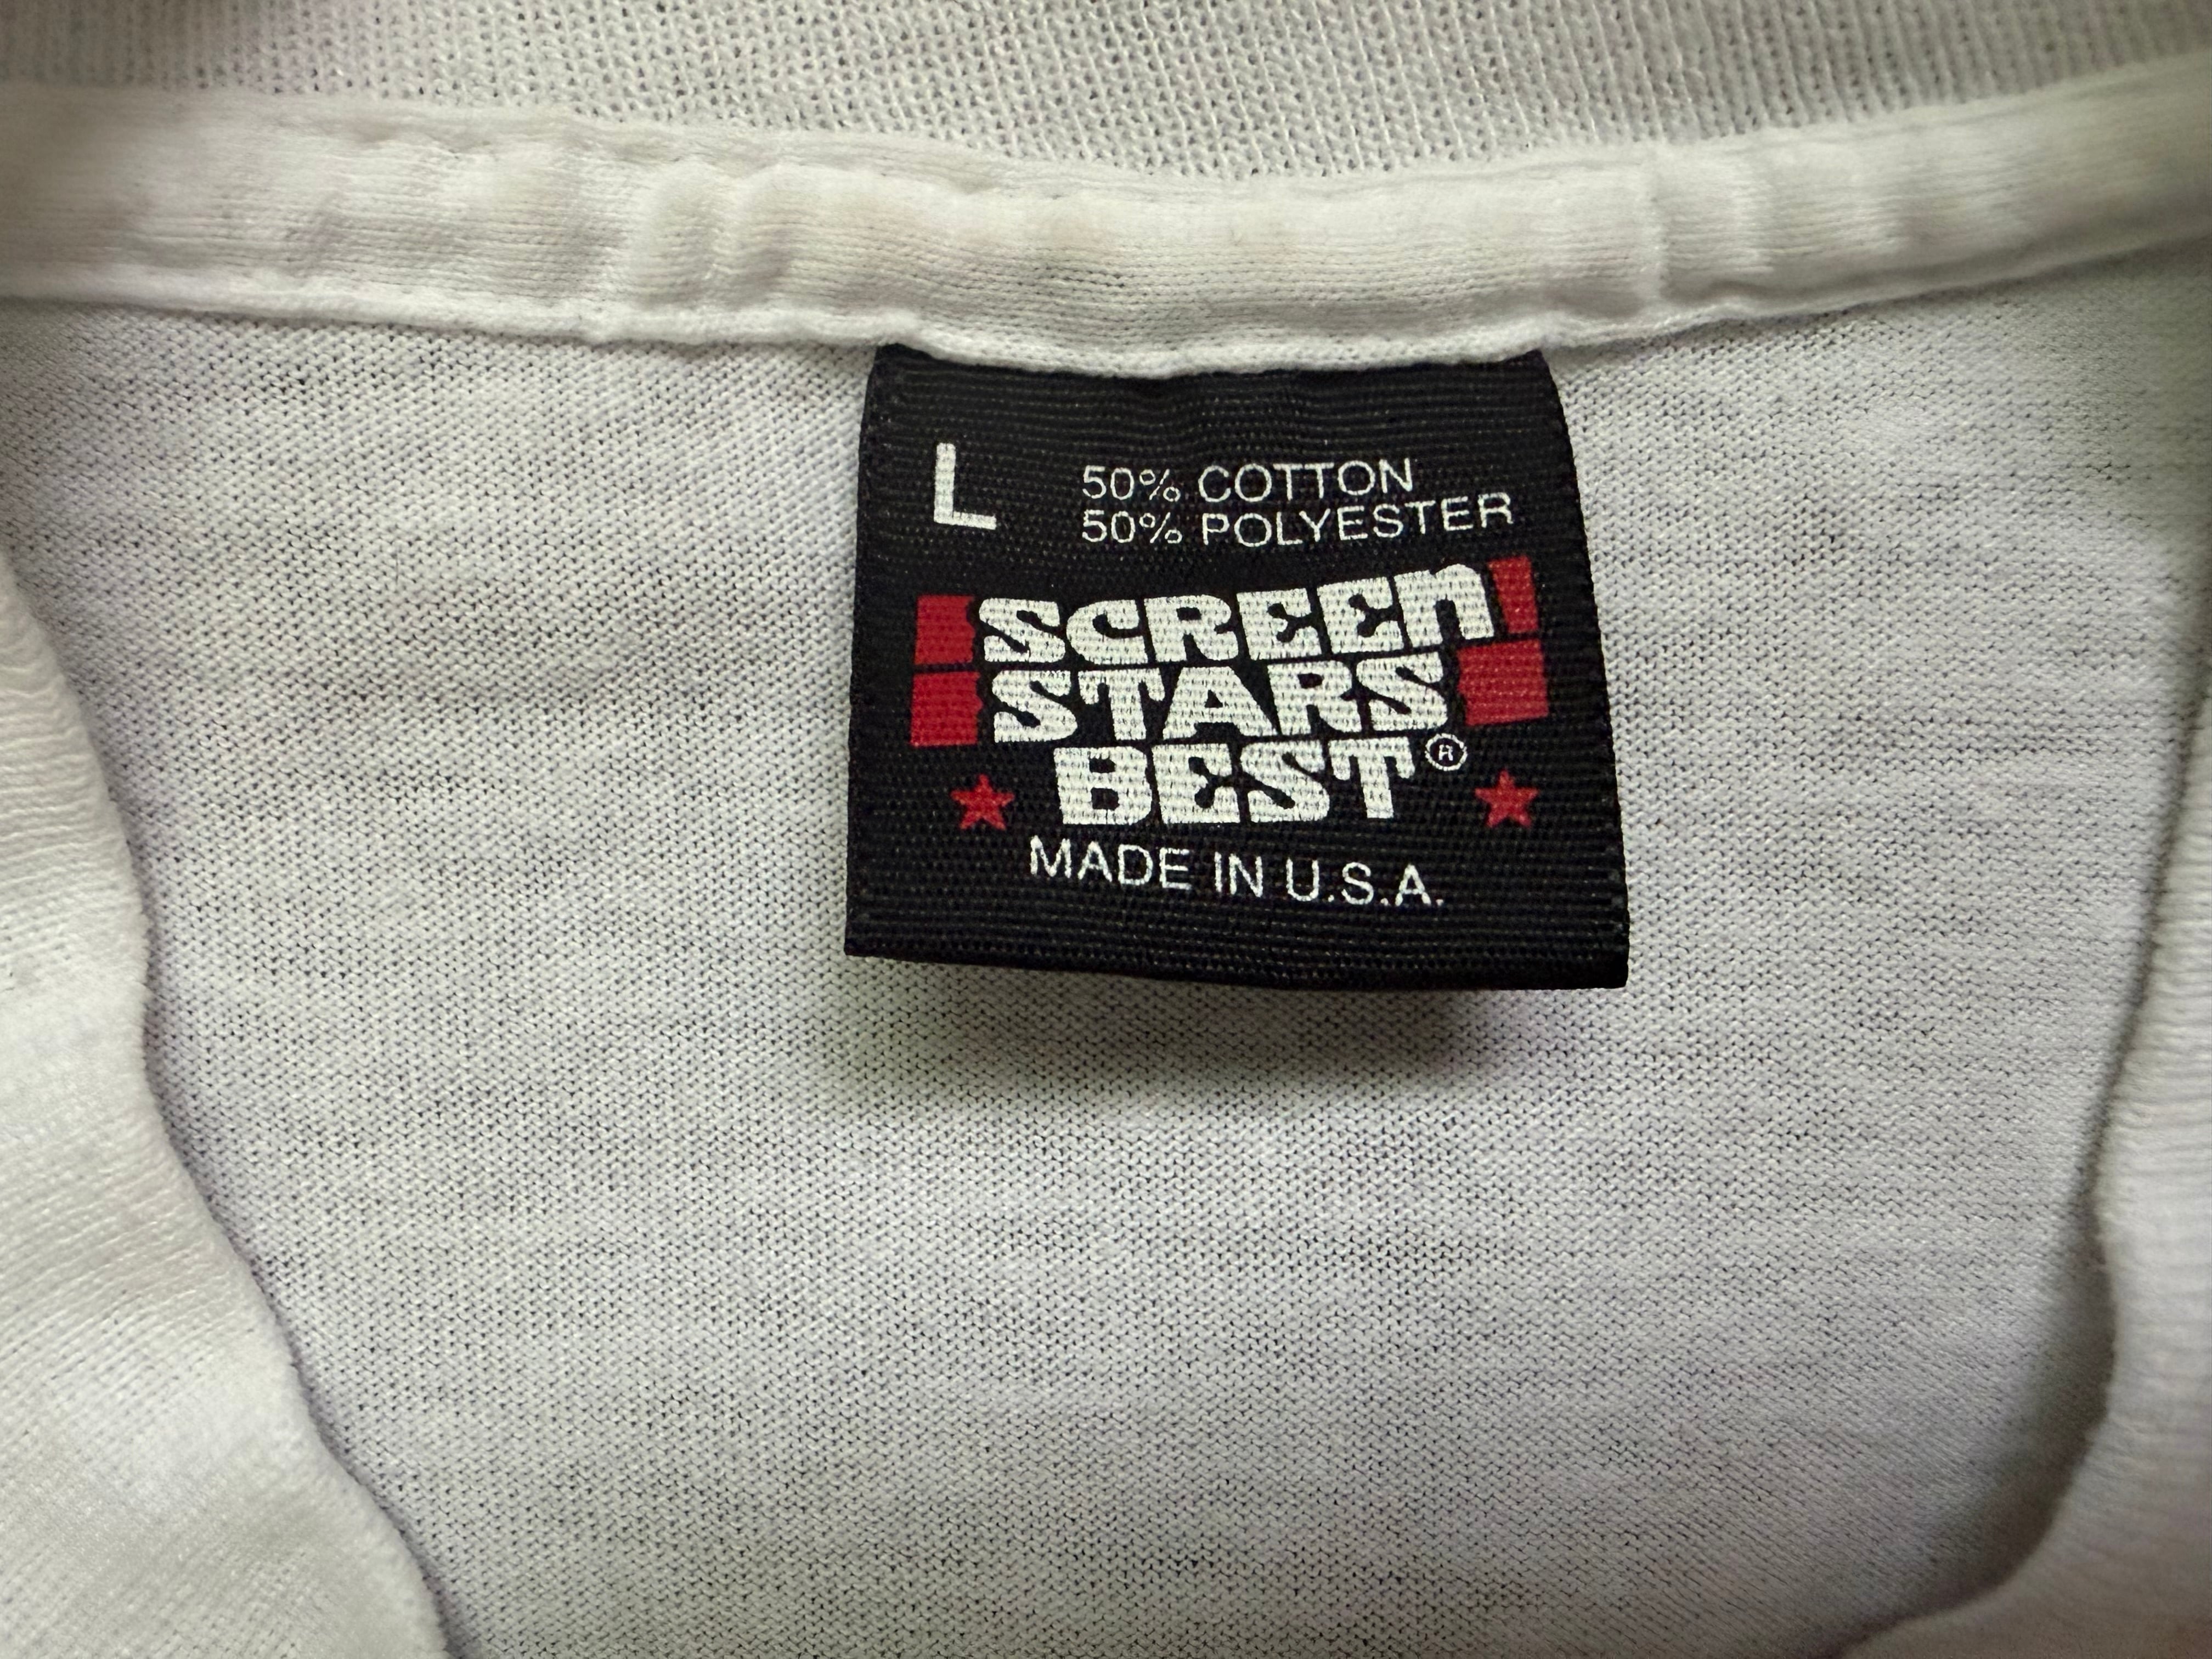 L
50% COTTON
50% POLYESTER
SCREEn
STARS
BEST®
MADE IN U.S.A.